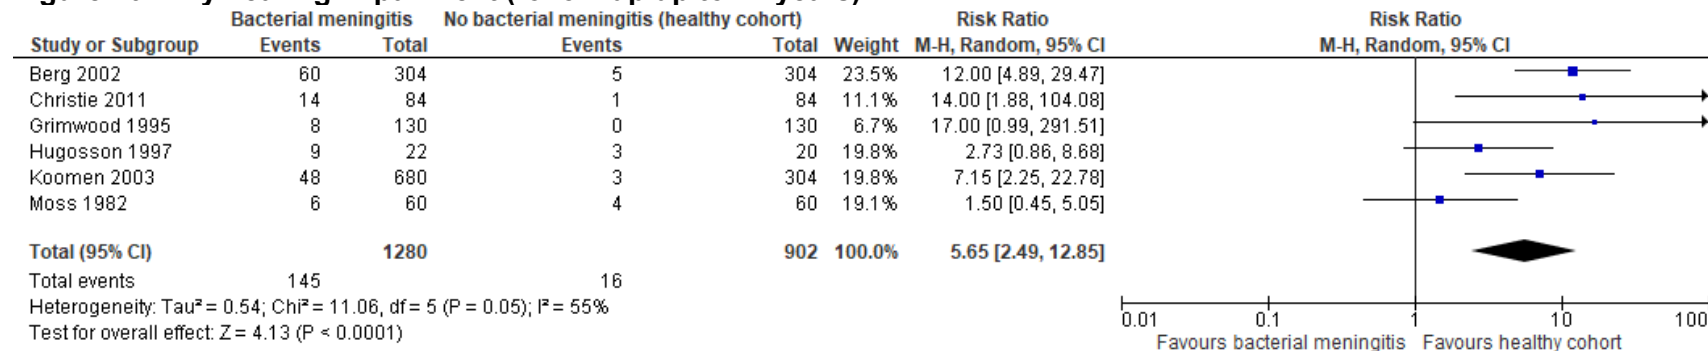 Bacterial meningitis No bacterial meningitis (healthy cohort) Risk Ratio Risk Ratio
Study or Subgroup Events Total Events Total Weight M-H, Random, 95% CI M-H, Random, 95% CI
Berg 2002 60 304 5 304 23.5% 12.00 [4.89, 29.47]
Christie 2011 14 84 1 84 11.1% 14.00 [1.88, 104.08]
Grimwood 1995 8 130 0 130 6.7% 17.00 [0.99, 291.51]
Hugosson 1997 9 22 3 20 19.8% 2.73 [0.86, 8.68]
Koomen 2003 48 680 3 304 19.8% 7.15 [2.25, 22.78]
Moss 1982 6 60 4 60 19.1% 1.50 [0.45, 5.05]
Total (95% CI) 1280 902 100.0% 5.65 [2.49, 12.85]
Total events 145 16
Heterogeneity: Tau² = 0.54; Chi² = 11.06, df = 5 (P = 0.05); I² = 55%
Test for overall effect: Z = 4.13 (P < 0.0001)
0.01 0.1 1 10 100
Favours bacterial meningitis Favours healthy cohort